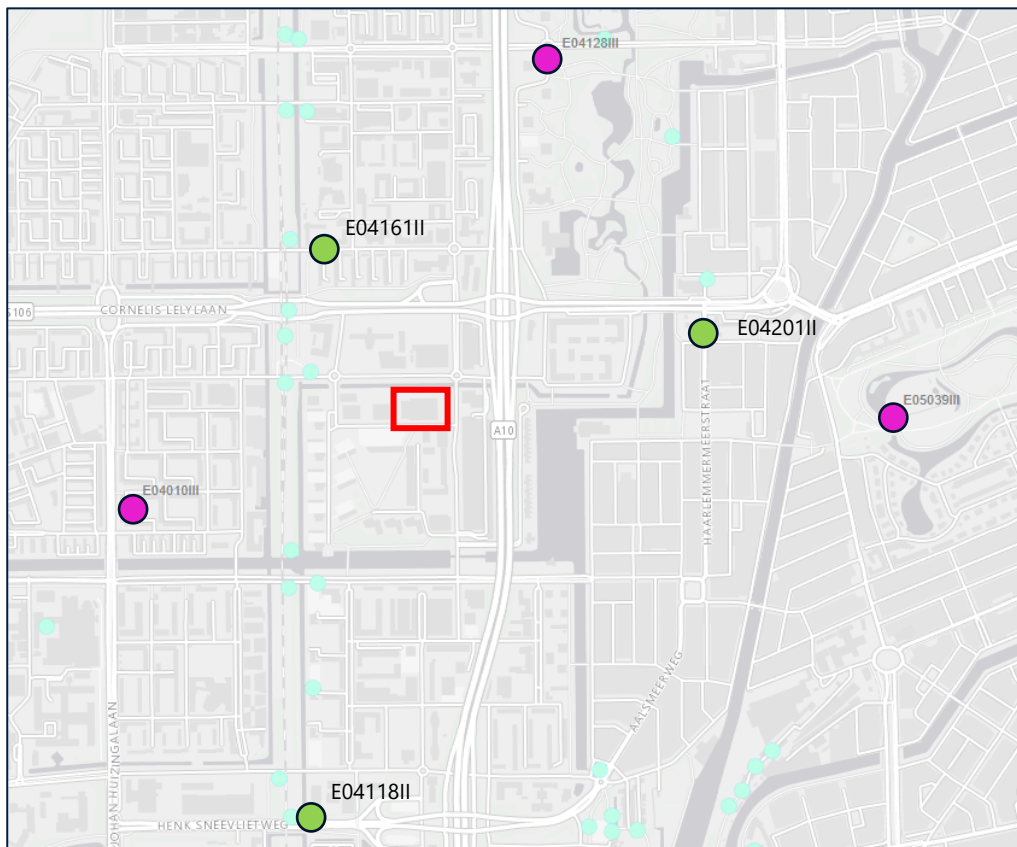 E04128III
E04161II
S106
CORNELIS LELYLAAN
E04201II
HAARLEMMERMEERSTRAAT
E05039III
A10
E04010III
AALSMEERWEG
JOHAN HUIZINGALAAN
E04118II
HENK SNEEVLIETWEG